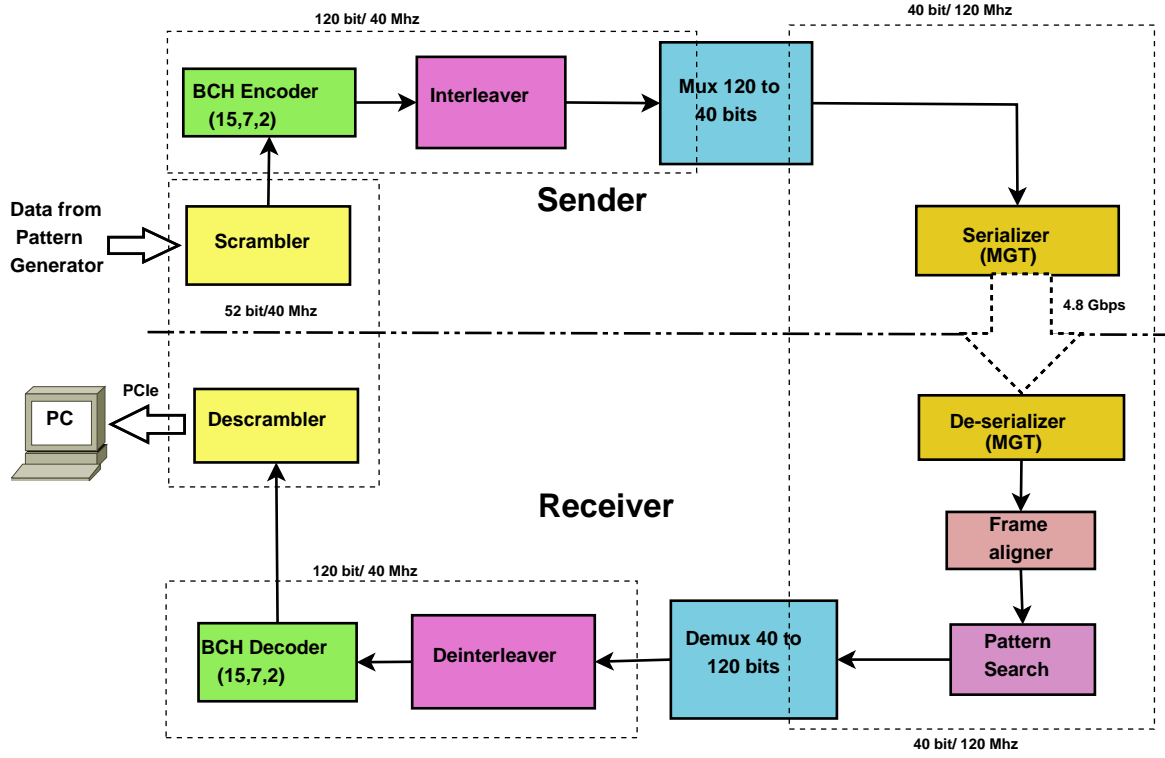 120 bit/ 40 Mhz
40 bit/ 120 Mhz
BCH Encoder
(15,7,2)
Interleaver
Mux 120 to
40 bits
Sender
Data from
Pattern
Generator
Scrambler
Serializer
(MGT)
52 bit/40 Mhz
4.8 Gbps
PCIe
PC
Descrambler
De-serializer
(MGT)
Receiver
Frame
aligner
120 bit/ 40 Mhz
BCH Decoder
(15,7,2)
Deinterleaver
Demux 40 to
120 bits
Pattern
Search
40 bit/ 120 Mhz